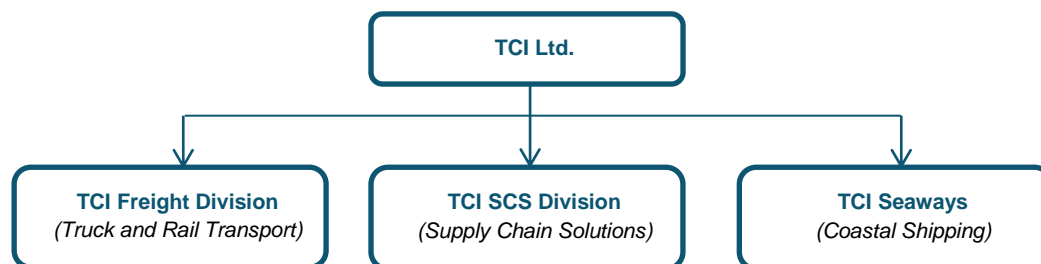 TCI Ltd.
TCI Freight Division
(Truck and Rail Transport)
TCI SCS Division
(Supply Chain Solutions)
TCI Seaways
(Coastal Shipping)